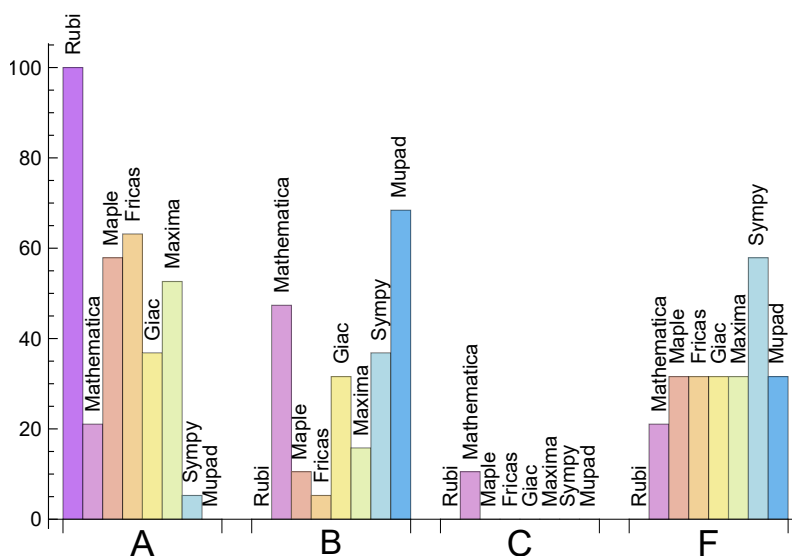 100
80
60
40
20
0
Rubi
Mathematica
Maple
Fricas
Giac
Maxima
Sympy
Mupad
Rubi
Mathematica
Maple
Fricas
Giac
Maxima
Sympy
Mupad
Rubi
Mathematica
Maple
Fricas
Giac
Maxima
Sympy
Mupad
Rubi
Mathematica
Maple
Fricas
Giac
Maxima
Sympy
Mupad
A
B
C
F